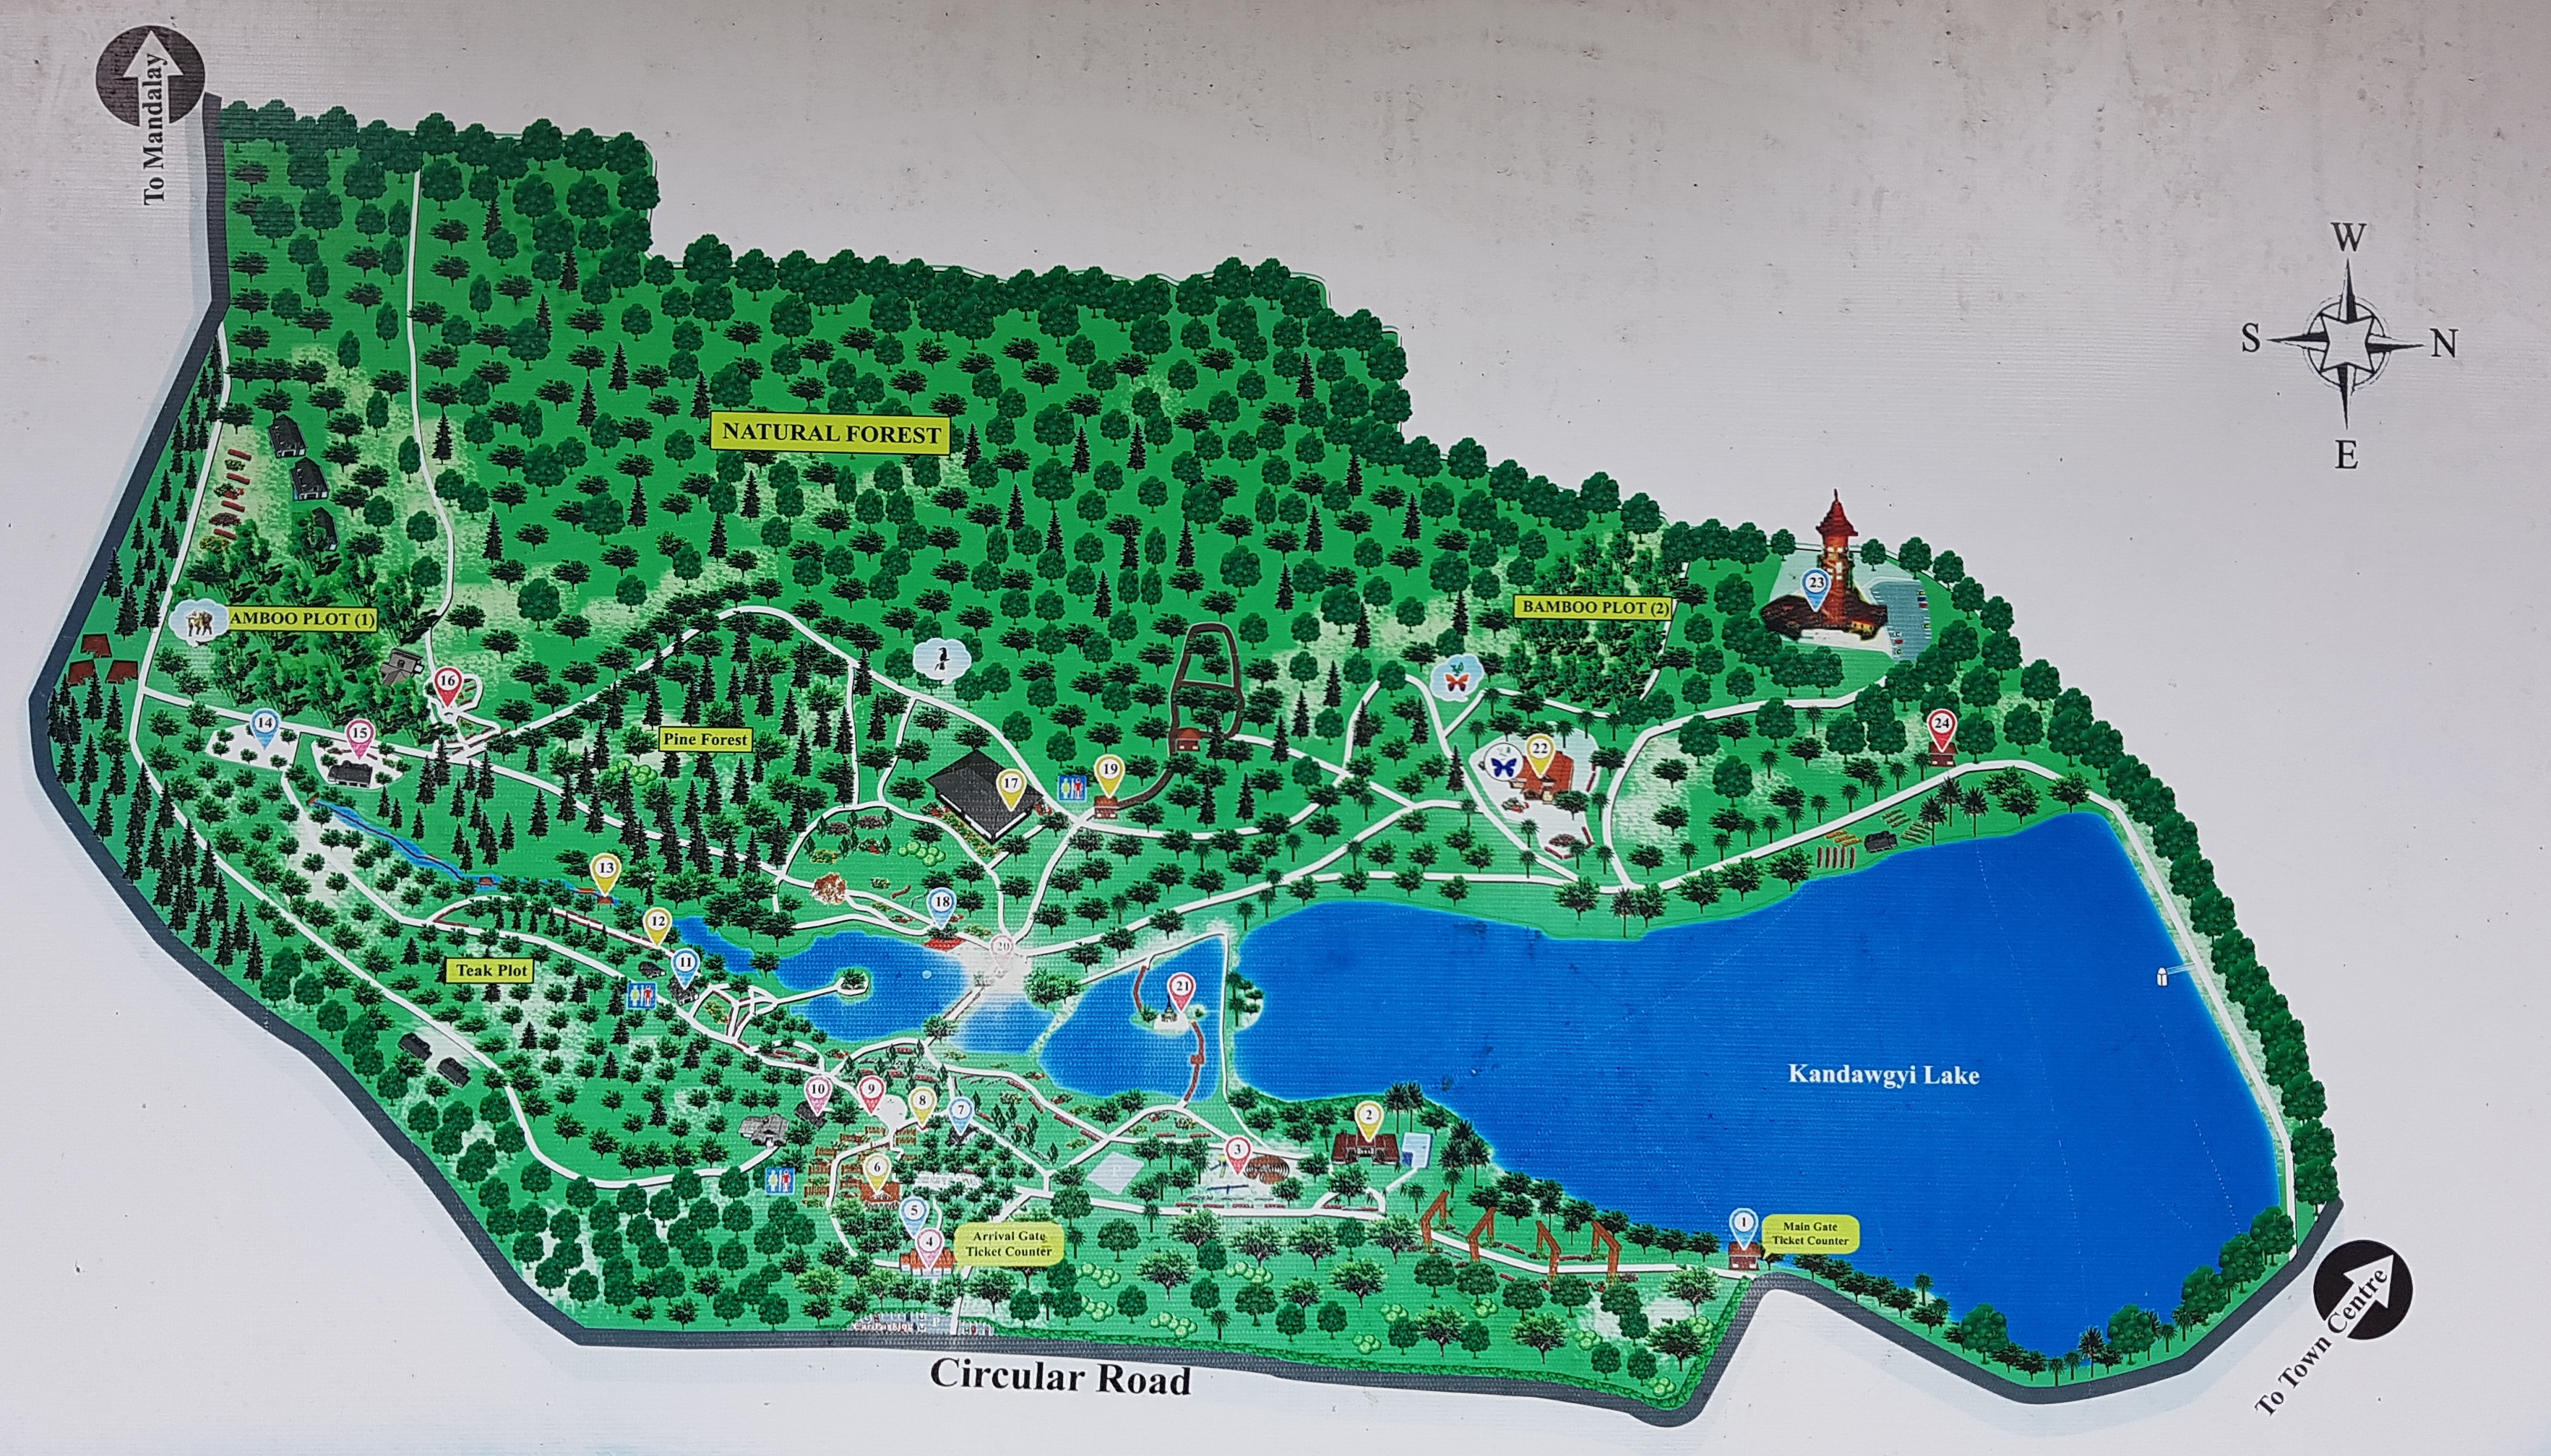 To Mandalay
W
S
N
E
NATURAL FOREST
23
BAMBOO PLOT (2)
AMBOO PLOT (1)
16
24
14
15
Pine Forest
22
17
19
13
18
12
20
11
Teak Plot
21
Kandawgyi Lake
10
9
8
7
2
3
P
6
5
4
Arrival Gate
Ticket Counter
1
Main Gate
Ticket Counter
P
Circular Road
To Town Centre